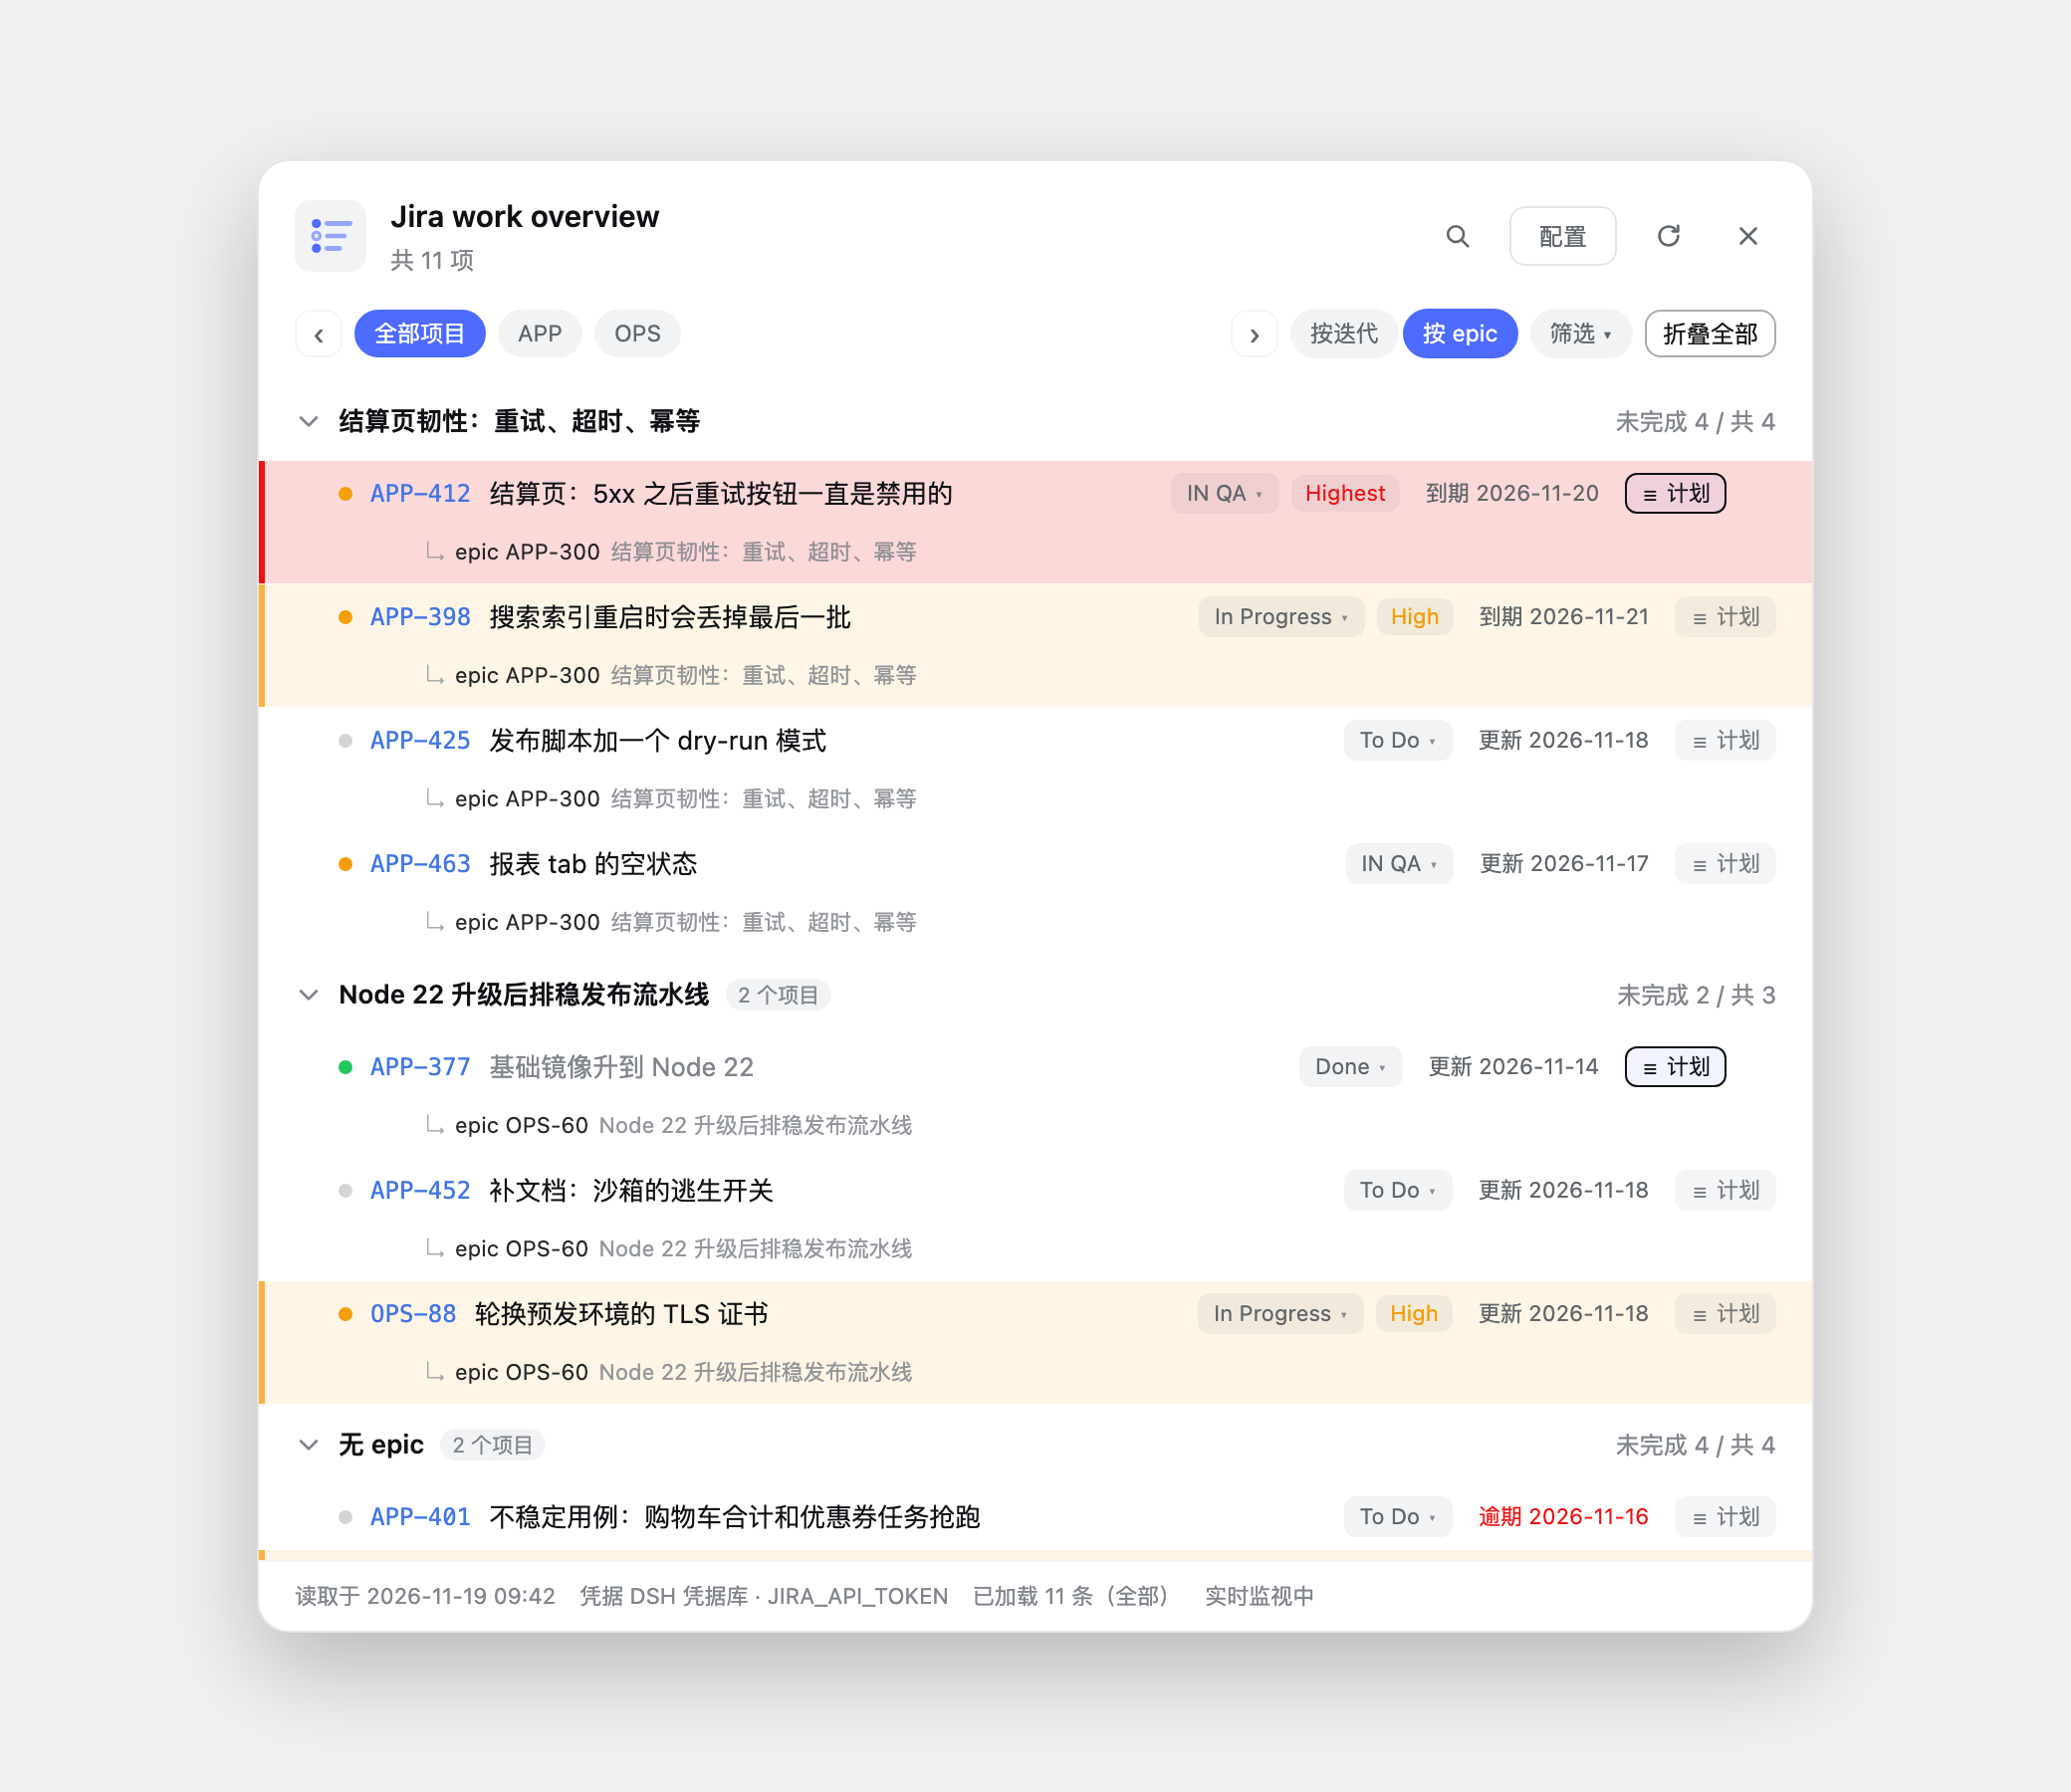 Jira work overview
共 11 项
配置
全部项目 APP OPS 按迭代 按 epic 筛选 折叠全部
结算页韧性：重试、超时、幂等 未完成 4 / 共 4
APP-412 结算页：5xx 之后重试按钮一直是禁用的 IN QA Highest 到期 2026-11-20 计划
epic APP-300 结算页韧性：重试、超时、幂等
APP-398 搜索索引重启时会丢掉最后一批 In Progress High 到期 2026-11-21 计划
epic APP-300 结算页韧性：重试、超时、幂等
APP-425 发布脚本加一个 dry-run 模式 To Do 更新 2026-11-18 计划
epic APP-300 结算页韧性：重试、超时、幂等
APP-463 报表 tab 的空状态 IN QA 更新 2026-11-17 计划
epic APP-300 结算页韧性：重试、超时、幂等
Node 22 升级后排稳发布流水线 2 个项目 未完成 2 / 共 3
APP-377 基础镜像升到 Node 22 Done 更新 2026-11-14 计划
epic OPS-60 Node 22 升级后排稳发布流水线
APP-452 补文档：沙箱的逃生开关 To Do 更新 2026-11-18 计划
epic OPS-60 Node 22 升级后排稳发布流水线
OPS-88 轮换预发环境的 TLS 证书 In Progress High 更新 2026-11-18 计划
epic OPS-60 Node 22 升级后排稳发布流水线
无 epic 2 个项目 未完成 4 / 共 4
APP-401 不稳定用例：购物车合计和优惠券任务抢跑 To Do 逾期 2026-11-16 计划
读取于 2026-11-19 09:42 凭据 DSH 凭据库 · JIRA_API_TOKEN 已加载 11 条（全部） 实时监视中